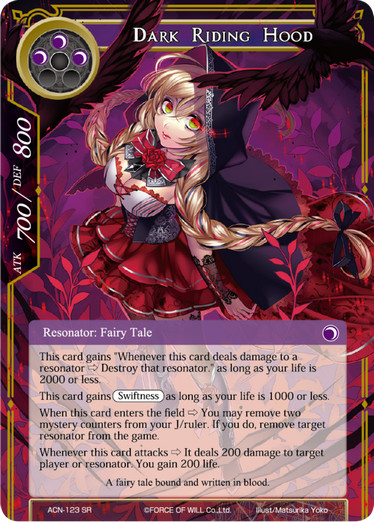 Dark Riding Hood
ATK 700 / DEF 800
Resonator: Fairy Tale
This card gains "Whenever this card deals damage to a
resonator ⇨ Destroy that resonator." as long as your life is
2000 or less.
This card gains Swiftness as long as your life is 1000 or less.
When this card enters the field ⇨ You may remove two
mystery counters from your J/ruler. If you do, remove target
resonator from the game.
Whenever this card attacks ⇨ It deals 200 damage to target
player or resonator. You gain 200 life.
A fairy tale bound and written in blood.
ACN-123 SR ©FORCE OF WILL Co.,Ltd. Illust/Matsurika Yoko